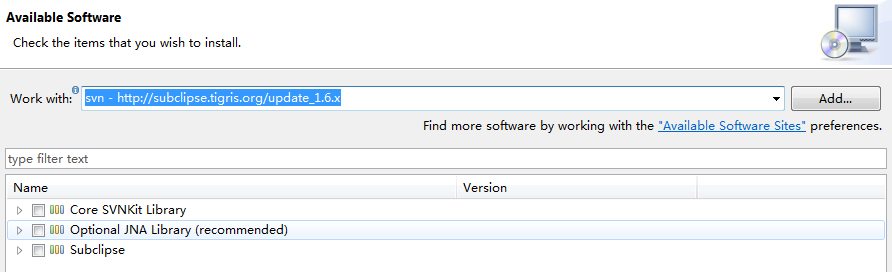 Available Software
Check the items that you wish to install.
Work with: svn - http://subclipse.tigris.org/update_1.6.x Add...
Find more software by working with the "Available Software Sites" preferences.
type filter text
Name Version
Core SVNKit Library
Optional JNA Library (recommended)
Subclipse